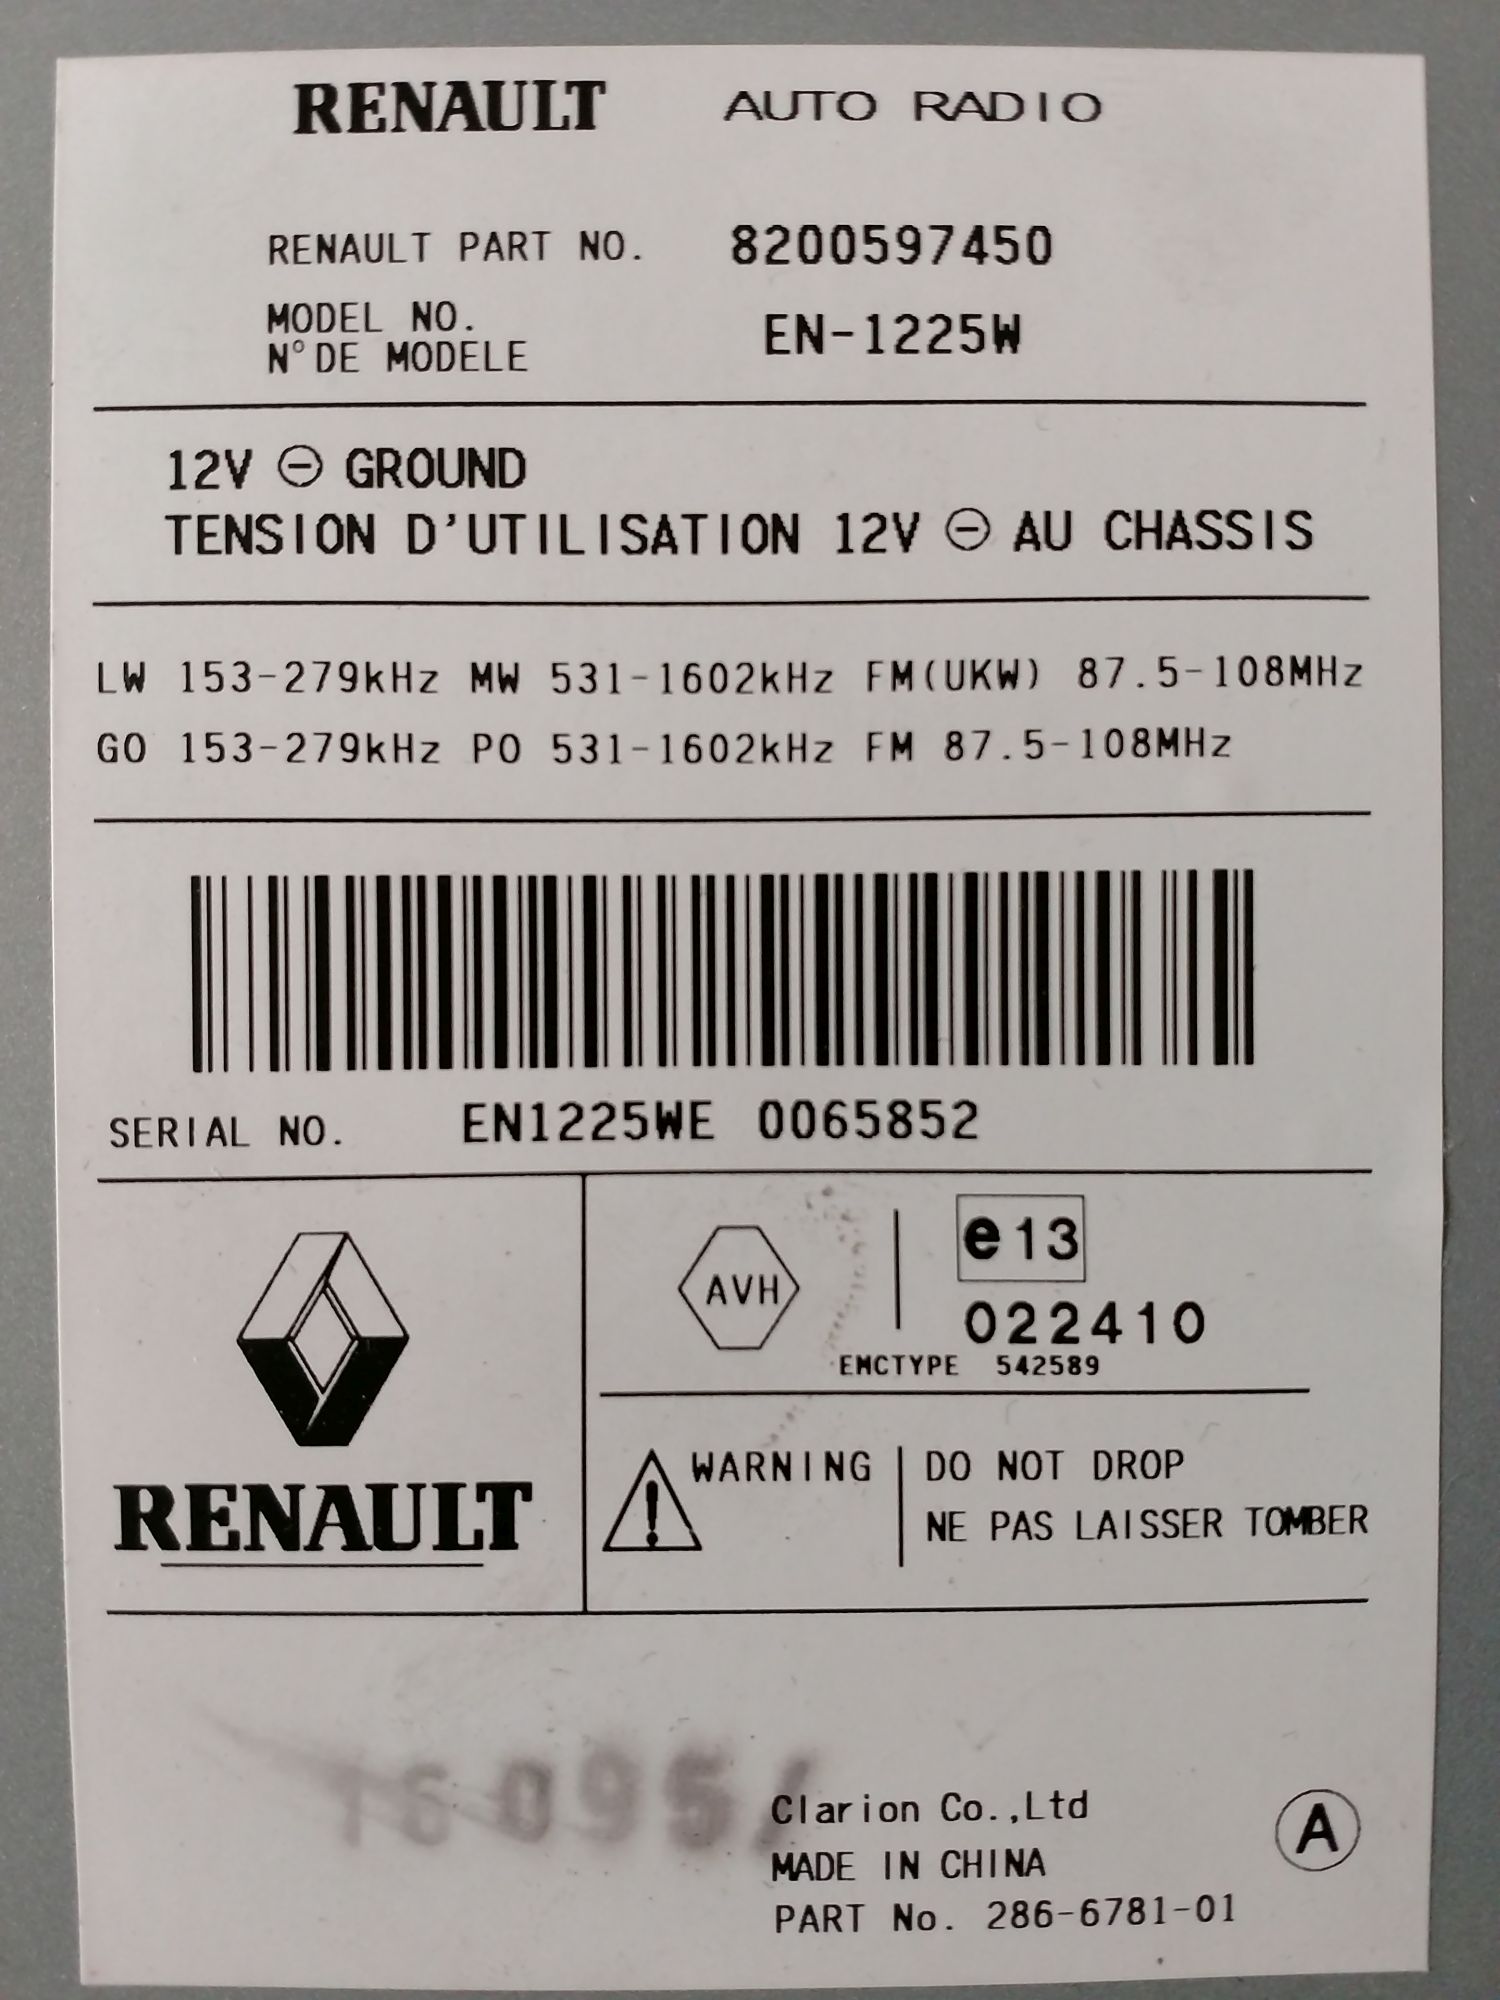 RENAULT AUTO RADIO
RENAULT PART NO. 8200597450
MODEL NO.
N° DE MODELE EN-1225W
12V ⊖ GROUND
TENSION D'UTILISATION 12V ⊖ AU CHASSIS
LW 153-279kHz MW 531-1602kHz FM(UKW) 87.5-108MHz
GO 153-279kHz PO 531-1602kHz FM 87.5-108MHz
SERIAL NO. EN1225WE 0065852
RENAULT
AVH
e13
022410
EMCTYPE 542589
WARNING
DO NOT DROP
NE PAS LAISSER TOMBER
Clarion Co.,Ltd
MADE IN CHINA
PART No. 286-6781-01
A